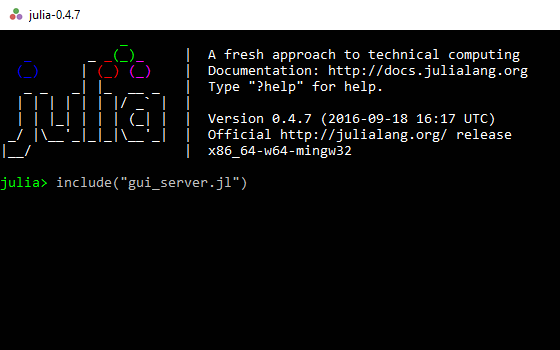 julia-0.4.7
A fresh approach to technical computing
Documentation: http://docs.julialang.org
Type "?help" for help.
Version 0.4.7 (2016-09-18 16:17 UTC)
Official http://julialang.org/ release
x86_64-w64-mingw32
julia> include("gui_server.jl")